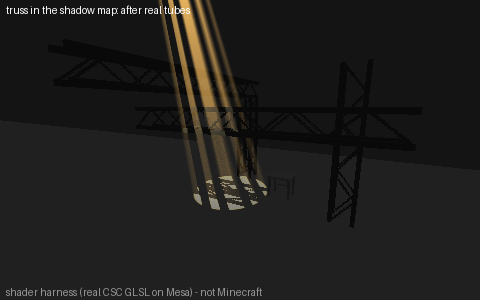 truss in the shadow map: after real tubes
shader harness (real CSC GLSL on Mesa) - not Minecraft